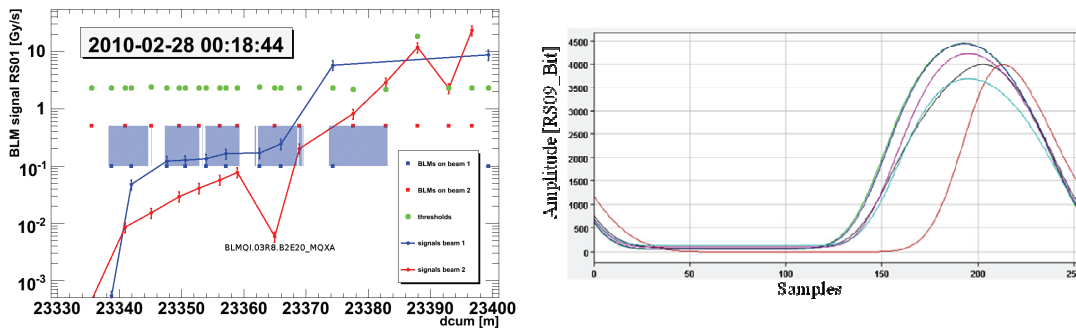 2010-02-28 00:18:44
BLM signal RS01 [Gy/s]
10
1
10-1
10-2
10-3
BLMs on beam 1
BLMs on beam 2
thresholds
signals beam 1
signals beam 2
BLMQI.03R8.B2E20_MQXA
23330 23340 23350 23360 23370 23380 23390 23400
dcum [m]
Amplitude [RS09_Bit]
4500
4000
3500
3000
2500
2000
1500
1000
500
0
0 50 100 150 200 250
Samples